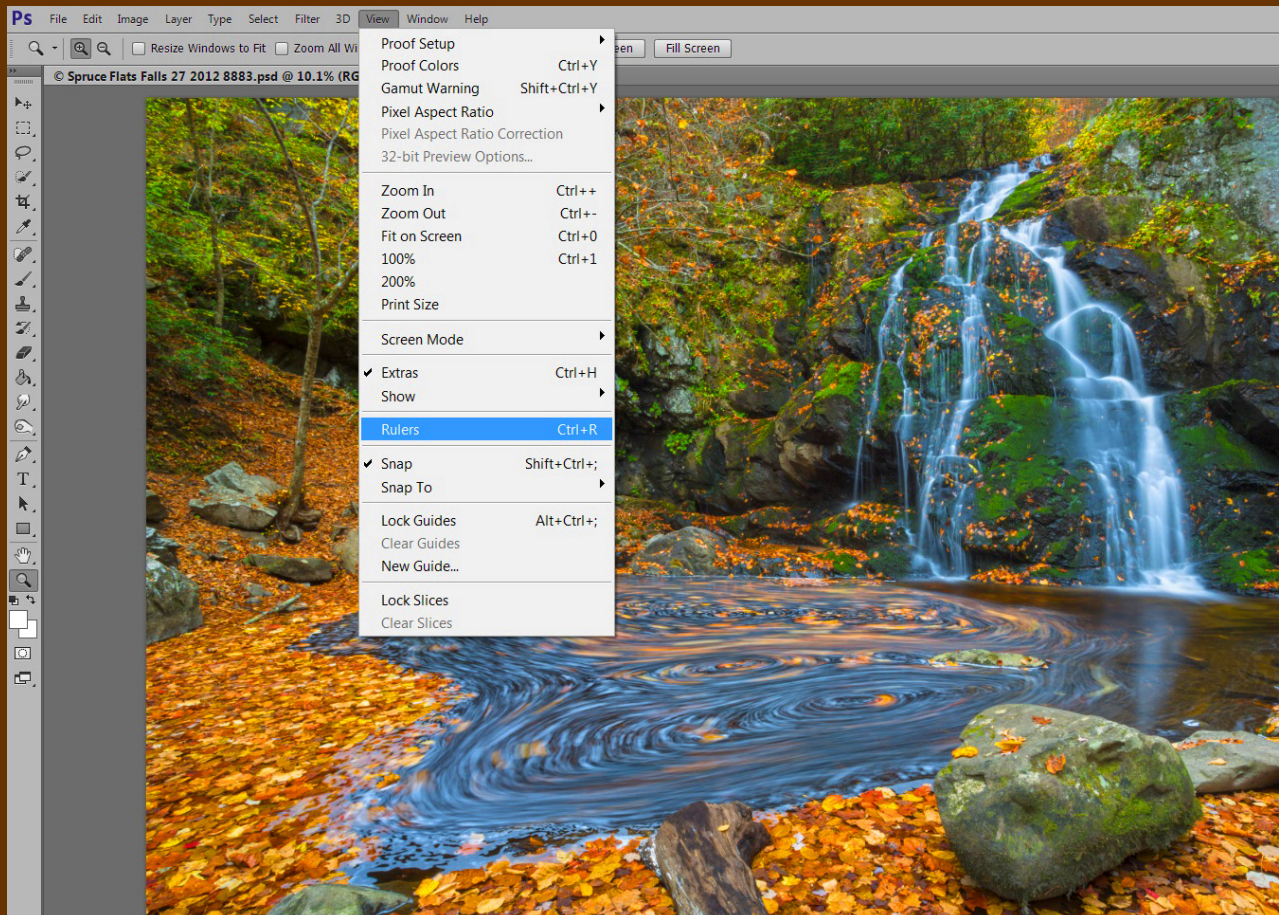 Ps File Edit Image Layer Type Select Filter 3D View Window Help
Resize Windows to Fit Zoom All Wi Fill Screen
© Spruce Flats Falls 27 2012 8883.psd @ 10.1% (RG
Proof Setup
Proof Colors Ctrl+Y
Gamut Warning Shift+Ctrl+Y
Pixel Aspect Ratio
Pixel Aspect Ratio Correction
32-bit Preview Options...
Zoom In Ctrl++
Zoom Out Ctrl+-
Fit on Screen Ctrl+0
100% Ctrl+1
200%
Print Size
Screen Mode
Extras Ctrl+H
Show
Rulers Ctrl+R
Snap Shift+Ctrl+;
Snap To
Lock Guides Alt+Ctrl+;
Clear Guides
New Guide...
Lock Slices
Clear Slices
T